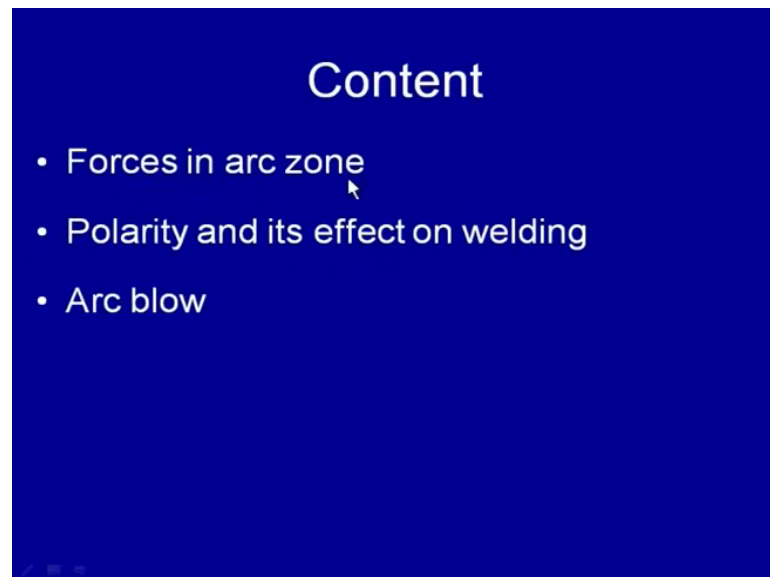 Content
• Forces in arc zone
• Polarity and its effect on welding
• Arc blow